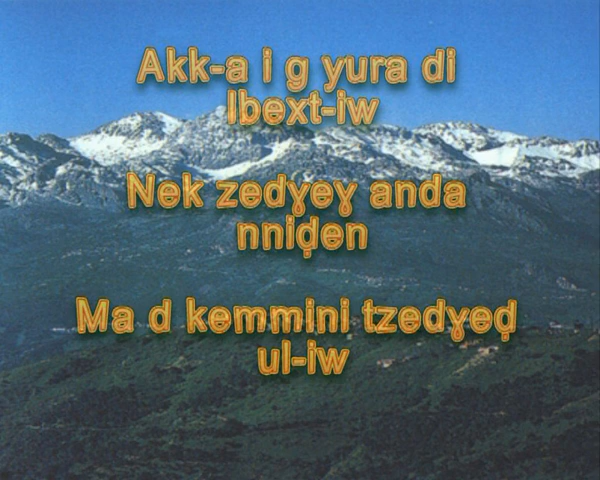 Akk-a i g yura di
lbext-iw
Nek zedɣeɣ anda
nniḍen
Ma d kemmini tzedɣeḍ
ul-iw